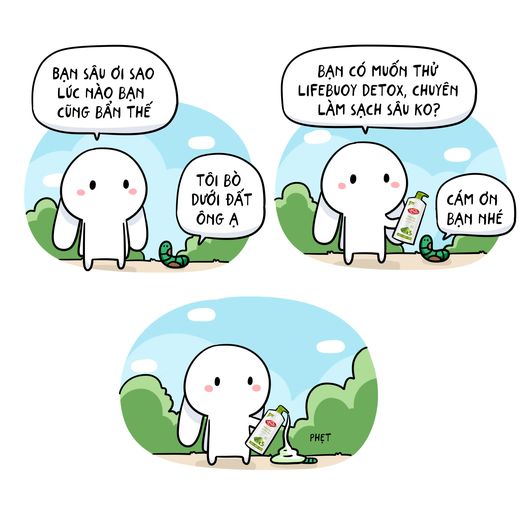 BẠN SÂU ƠI SAO
LÚC NÀO BẠN
CŨNG BẨN THẾ
TÔI BÒ
DƯỚI ĐẤT
ÔNG Ạ
BẠN CÓ MUỐN THỬ
LIFEBUOY DETOX, CHUYÊN
LÀM SẠCH SÂU KO?
CÁM ƠN
BẠN NHÉ
PHẸT